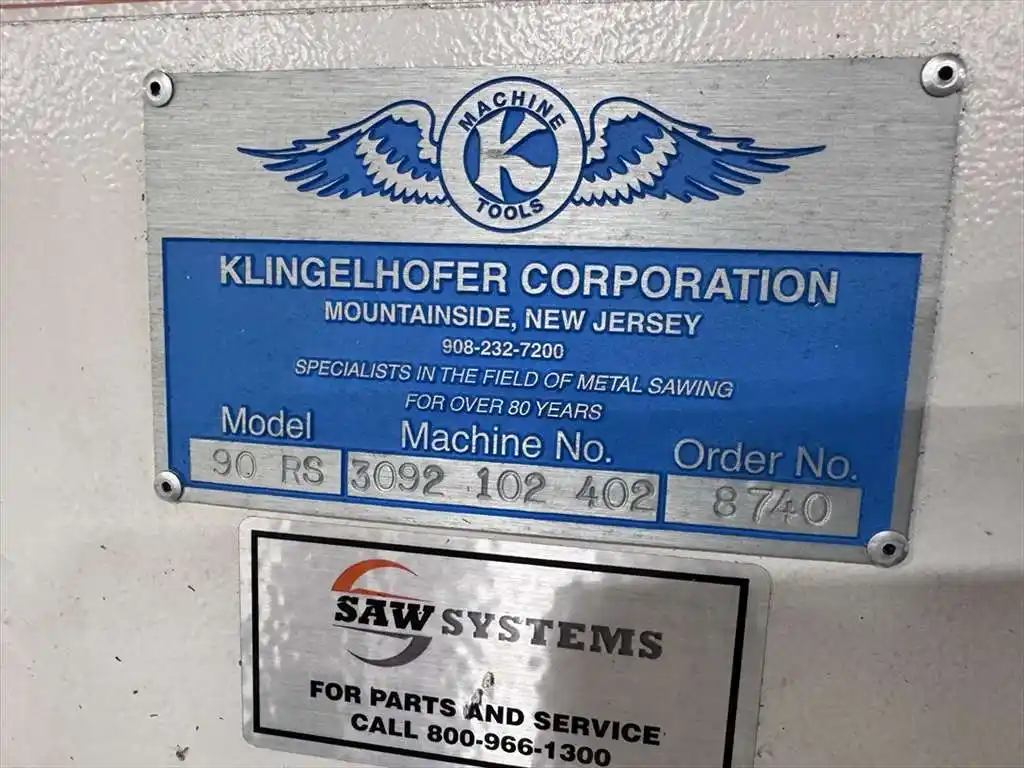 MACHINE
K
TOOLS
KLINGELHOFER CORPORATION
MOUNTAINSIDE, NEW JERSEY
908-232-7200
SPECIALISTS IN THE FIELD OF METAL SAWING
FOR OVER 80 YEARS
Model Machine No. Order No.
90 RS 3092 102 402 8740
SAW SYSTEMS
FOR PARTS AND SERVICE
CALL 800-966-1300